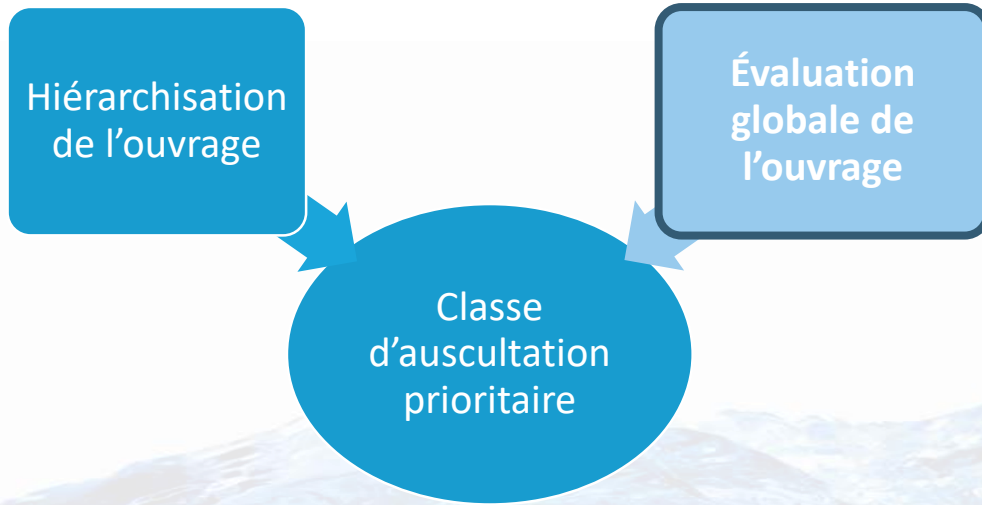 Hiérarchisation
de l’ouvrage
Évaluation
globale de
l’ouvrage
Classe
d’auscultation
prioritaire